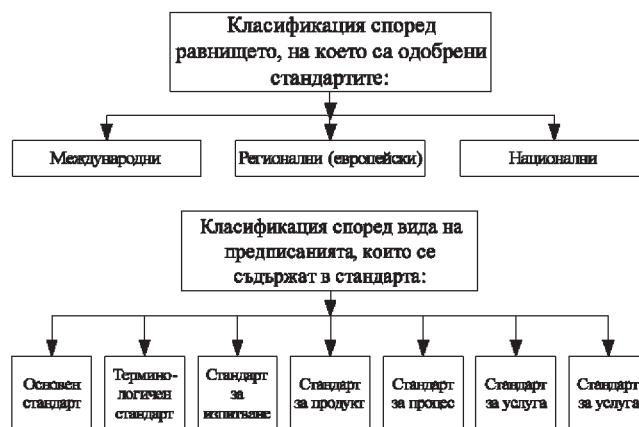 Класификация според
равнището, на което са одобрени
стандартите:
Международни
Регионални (европейски)
Национални
Класификация според вида на
предписанията, които се
съдържат в стандарта:
Основен
стандарт
Термино-
логичен
стандарт
Стандарт
за
изпитване
Стандарт
за продукт
Стандарт
за процес
Стандарт
за услуга
Стандарт
за услуга